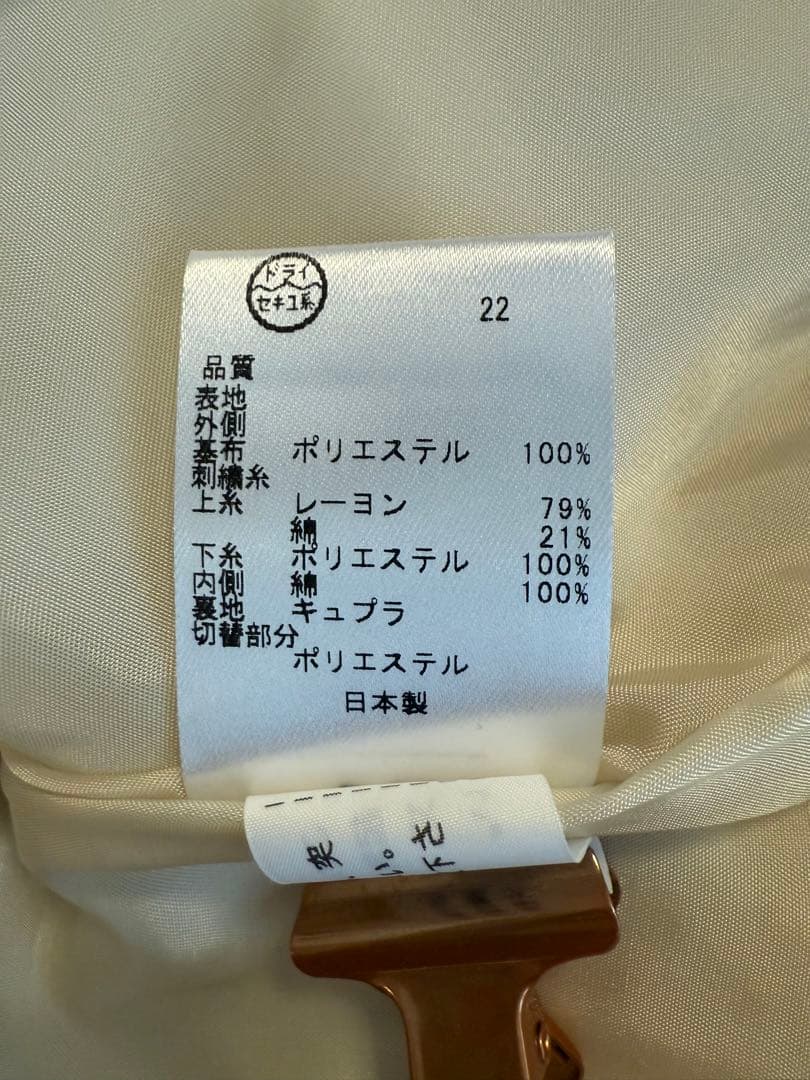 ドライ
セキユ系
22
品質
表地
外側
基布 ポリエステル 100%
刺繍糸
上糸 レーヨン 79%
綿 21%
下糸 ポリエステル 100%
内側 綿 100%
裏地 キュプラ
切替部分
ポリエステル
日本製
い。
下さ